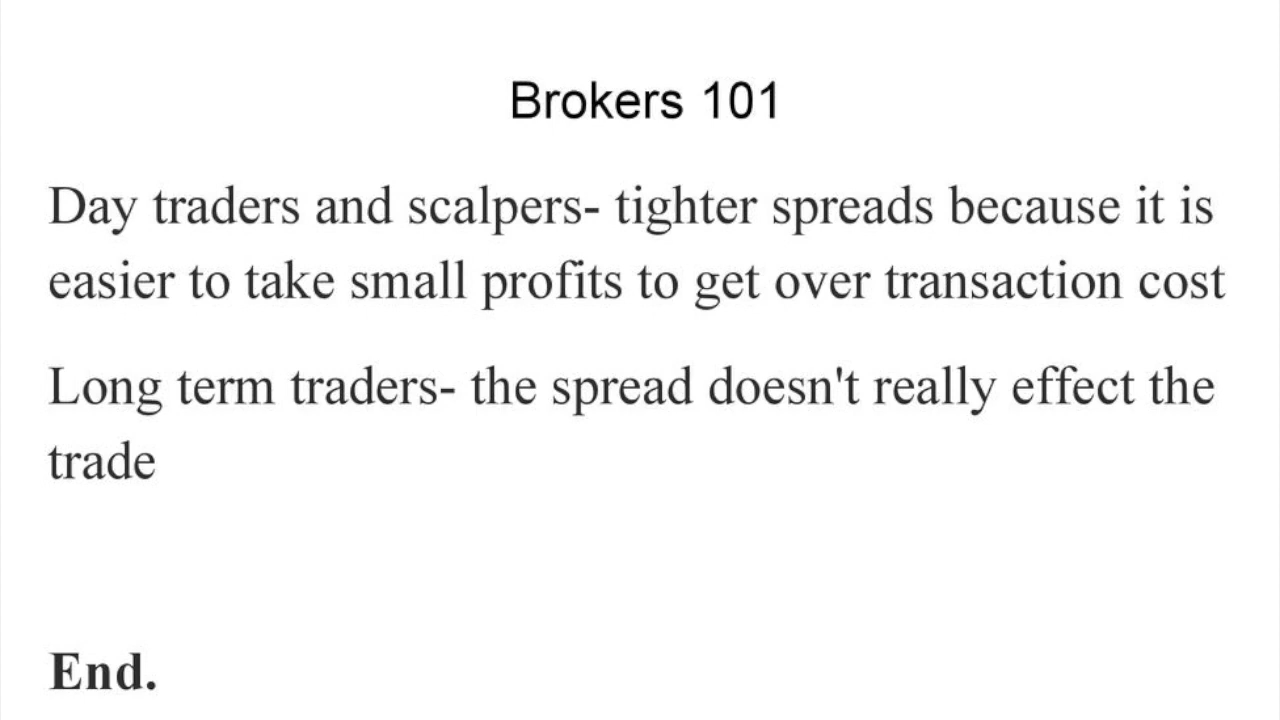 Brokers 101
Day traders and scalpers- tighter spreads because it is
easier to take small profits to get over transaction cost
Long term traders- the spread doesn't really effect the
trade
End.